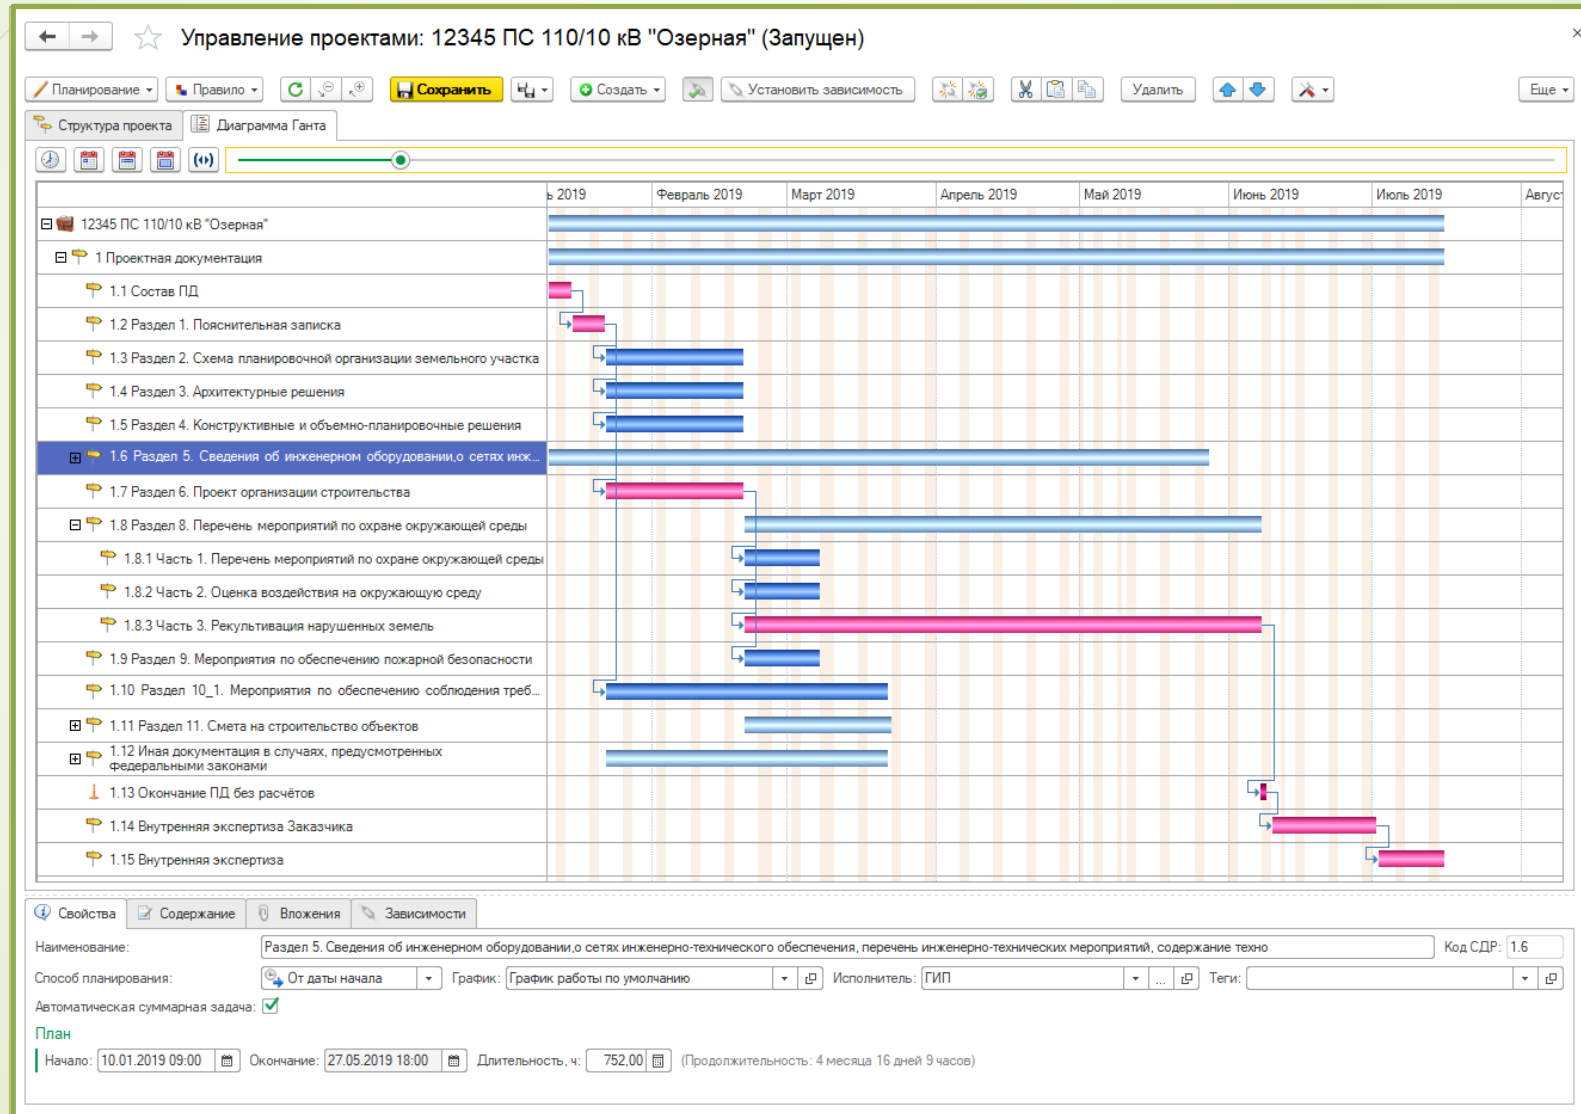 Управление проектами: 12345 ПС 110/10 кВ "Озерная" (Запущен)
Планирование Правило Сохранить Создать Установить зависимость Удалить Еще
Структура проекта Диаграмма Ганта
ь 2019 Февраль 2019 Март 2019 Апрель 2019 Май 2019 Июнь 2019 Июль 2019 Август
12345 ПС 110/10 кВ "Озерная"
1 Проектная документация
1.1 Состав ПД
1.2 Раздел 1. Пояснительная записка
1.3 Раздел 2. Схема планировочной организации земельного участка
1.4 Раздел 3. Архитектурные решения
1.5 Раздел 4. Конструктивные и объемно-планировочные решения
1.6 Раздел 5. Сведения об инженерном оборудовании,о сетях инж...
1.7 Раздел 6. Проект организации строительства
1.8 Раздел 8. Перечень мероприятий по охране окружающей среды
1.8.1 Часть 1. Перечень мероприятий по охране окружающей среды
1.8.2 Часть 2. Оценка воздействия на окружающую среду
1.8.3 Часть 3. Рекультивация нарушенных земель
1.9 Раздел 9. Мероприятия по обеспечению пожарной безопасности
1.10 Раздел 10_1. Мероприятия по обеспечению соблюдения треб...
1.11 Раздел 11. Смета на строительство объектов
1.12 Иная документация в случаях, предусмотренных
федеральными законами
1.13 Окончание ПД без расчётов
1.14 Внутренняя экспертиза Заказчика
1.15 Внутренняя экспертиза
Свойства Содержание Вложения Зависимости
Наименование: Раздел 5. Сведения об инженерном оборудовании,о сетях инженерно-технического обеспечения, перечень инженерно-технических мероприятий, содержание техно Код СДР: 1.6
Способ планирования: От даты начала График: График работы по умолчанию Исполнитель: ГИП ... Теги:
Автоматическая суммарная задача:
План
Начало: 10.01.2019 09:00 Окончание: 27.05.2019 18:00 Длительность, ч: 752,00 (Продолжительность: 4 месяца 16 дней 9 часов)